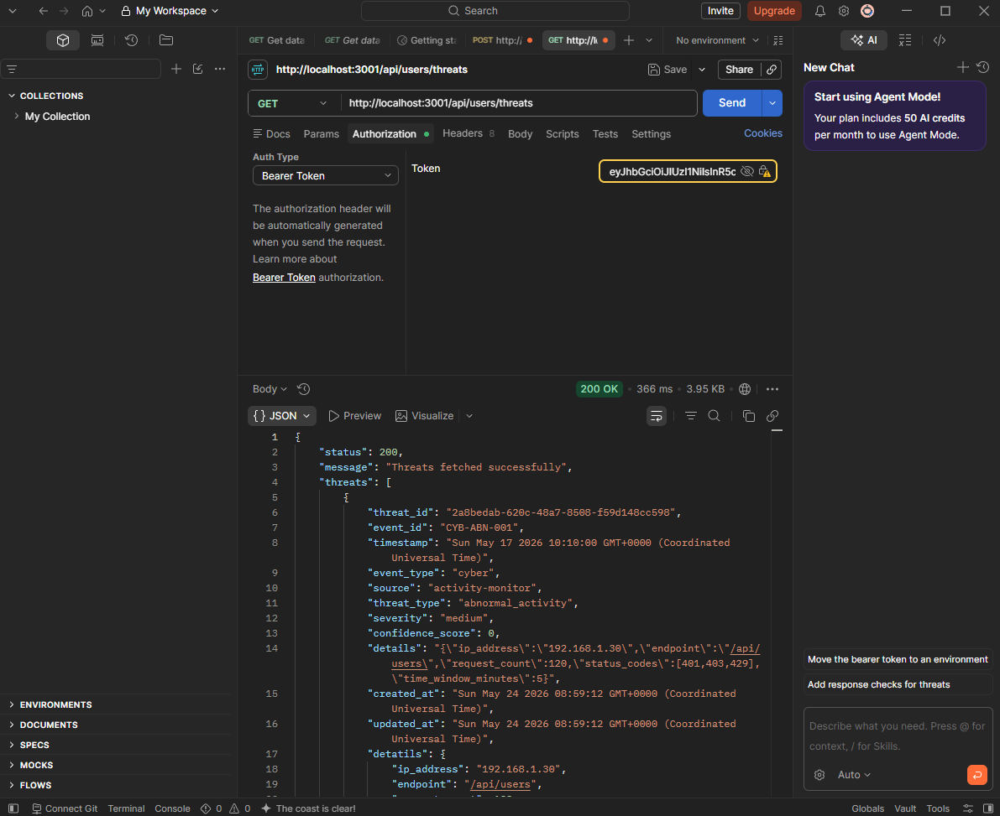 My Workspace
Search
Invite
Upgrade
GET Get data
GET Get data
Getting sta
POST http:/
GET http://l
No environment
AI
http://localhost:3001/api/users/threats
Save
Share
New Chat
COLLECTIONS
My Collection
GET
http://localhost:3001/api/users/threats
Send
Start using Agent Mode!
Your plan includes 50 AI credits
per month to use Agent Mode.
Docs
Params
Authorization
Headers 8
Body
Scripts
Tests
Settings
Cookies
Auth Type
Bearer Token
Token
The authorization header will
be automatically generated
when you send the request.
Learn more about
Bearer Token authorization.
Body
200 OK
366 ms
3.95 KB
{} JSON
Preview
Visualize
1 {
2 "status": 200,
3 "message": "Threats fetched successfully",
4 "threats": [
5 {
6 "threat_id": "2a8bedab-620c-48a7-8508-f59d148cc598",
7 "event_id": "CYB-ABN-001",
8 "timestamp": "Sun May 17 2026 10:10:00 GMT+0000 (Coordinated
Universal Time)",
9 "event_type": "cyber",
10 "source": "activity-monitor",
11 "threat_type": "abnormal_activity",
12 "severity": "medium",
13 "confidence_score": 0,
14 "details": "{\"ip_address\":\"192.168.1.30\",\"endpoint\":\"/api/
users\",\"request_count\":120,\"status_codes\":[401,403,429],
\"time_window_minutes\":5}",
15 "created_at": "Sun May 24 2026 08:59:12 GMT+0000 (Coordinated
Universal Time)",
16 "updated_at": "Sun May 24 2026 08:59:12 GMT+0000 (Coordinated
Universal Time)",
17 "detatils": {
18 "ip_address": "192.168.1.30",
19 "endpoint": "/api/users",
Move the bearer token to an environment
Add response checks for threats
Describe what you need. Press @ for
context, / for Skills.
Auto
ENVIRONMENTS
DOCUMENTS
SPECS
MOCKS
FLOWS
Connect Git
Terminal
Console
0
0
The coast is clear!
Globals
Vault
Tools